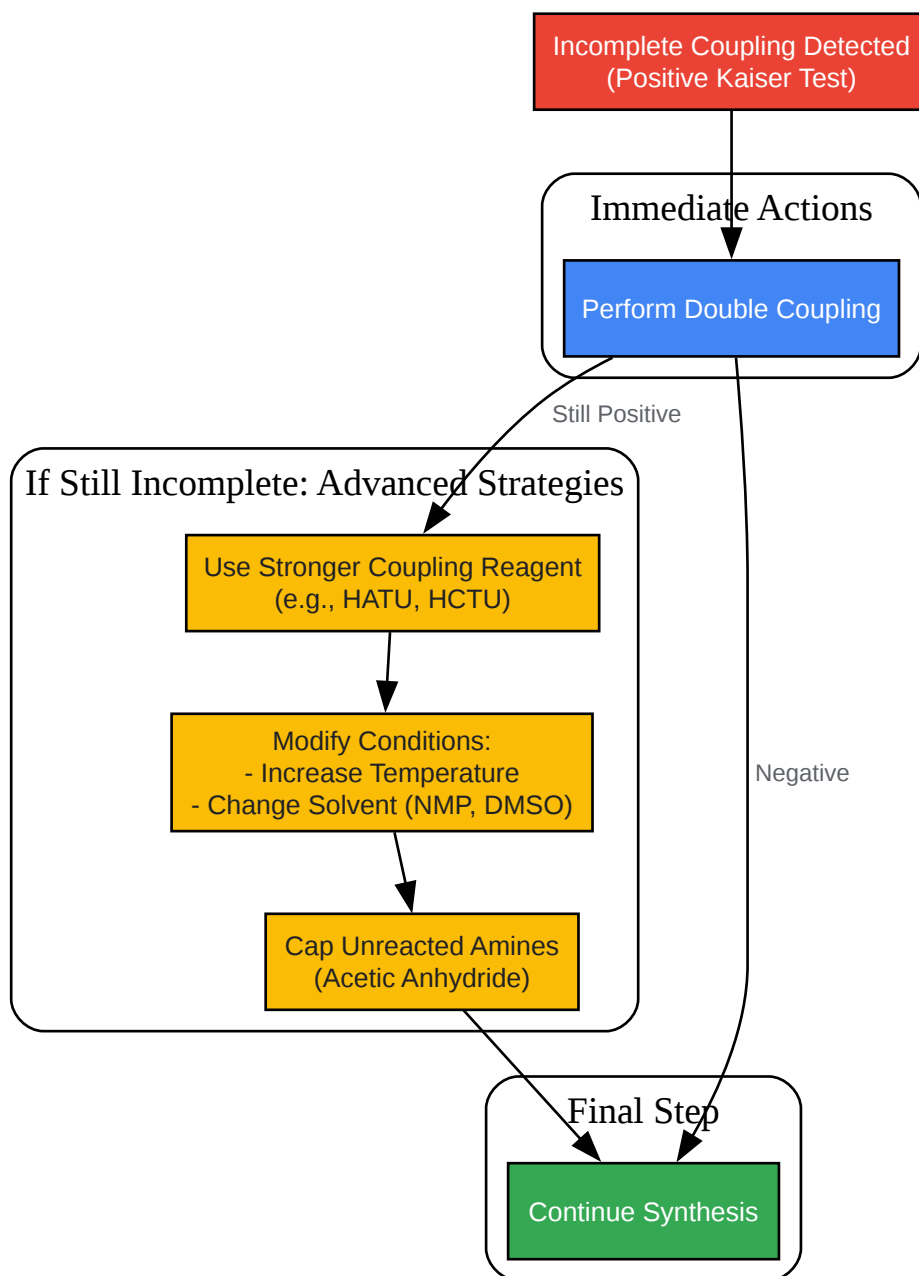 Incomplete Coupling Detected
(Positive Kaiser Test)
Immediate Actions
Perform Double Coupling
Still Positive
If Still Incomplete: Advanced Strategies
Use Stronger Coupling Reagent
(e.g., HATU, HCTU)
Modify Conditions:
- Increase Temperature
- Change Solvent (NMP, DMSO)
Negative
Cap Unreacted Amines
(Acetic Anhydride)
Final Step
Continue Synthesis